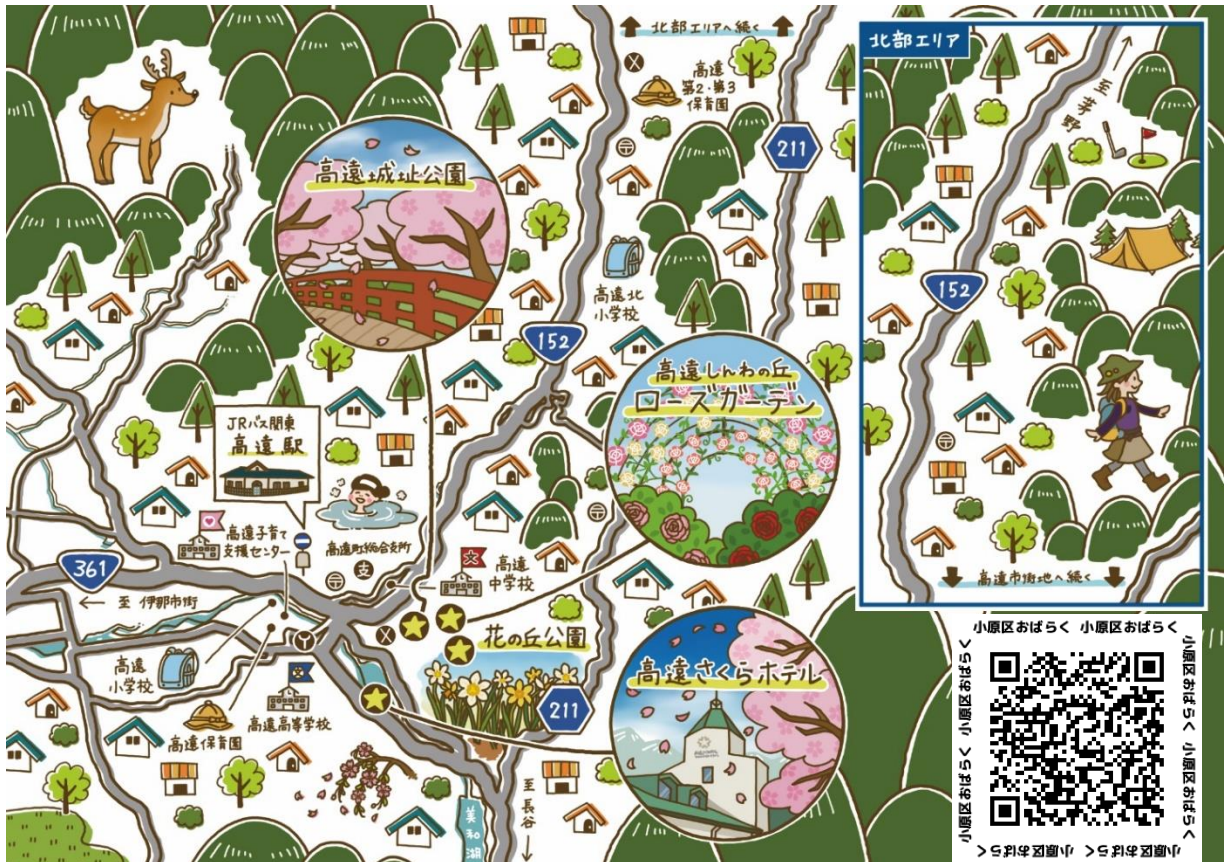 北部エリアへ続く
北部エリア
至 茅野
高遠
第2・第3
保育園
211
高遠城址公園
152
高遠北
小学校
152
高遠しんわの丘
ローズガーデン
JRバス関東
高遠駅
高遠子育て
支援センター
高遠町総合支所
支
361
至 伊那市街
高遠
中学校
花の丘公園
高遠市街地へ続く
高遠
小学校
高遠高等学校
高遠保育園
高遠さくらホテル
211
至 長谷
美和湖
小原区おばらく 小原区おばらく
小原区おばらく 小原区おばらく
小原区おばらく 小原区おばらく
小原区おばらく 小原区おばらく